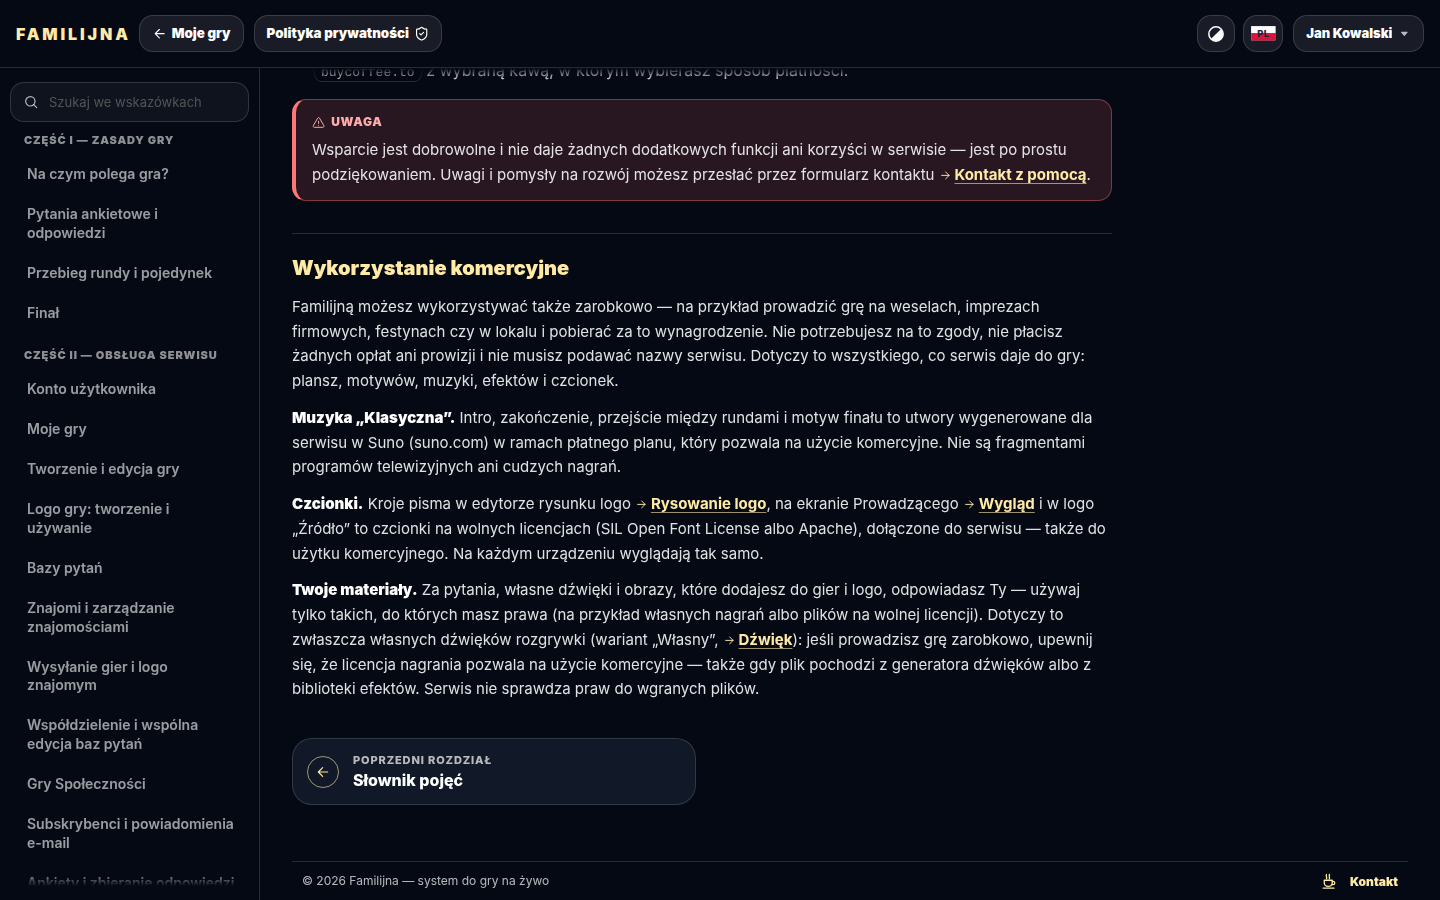 FAMILIJNA
Moje gry
Polityka prywatności
PL
Jan Kowalski
Szukaj we wskazówkach
CZĘŚĆ I — ZASADY GRY
Na czym polega gra?
Pytania ankietowe i
odpowiedzi
Przebieg rundy i pojedynek
Finał
CZĘŚĆ II — OBSŁUGA SERWISU
Konto użytkownika
Moje gry
Tworzenie i edycja gry
Logo gry: tworzenie i
używanie
Bazy pytań
Znajomi i zarządzanie
znajomościami
Wysyłanie gier i logo
znajomym
Współdzielenie i wspólna
edycja baz pytań
Gry Społeczności
Subskrybenci i powiadomienia
e-mail
Ankiety i zbieranie odpowiedzi
buycoffee.to z wybraną kawą, w którym wybierasz sposób płatności.
UWAGA
Wsparcie jest dobrowolne i nie daje żadnych dodatkowych funkcji ani korzyści w serwisie — jest po prostu
podziękowaniem. Uwagi i pomysły na rozwój możesz przesłać przez formularz kontaktu → Kontakt z pomocą.
Wykorzystanie komercyjne
Familijną możesz wykorzystywać także zarobkowo — na przykład prowadzić grę na weselach, imprezach
firmowych, festynach czy w lokalu i pobierać za to wynagrodzenie. Nie potrzebujesz na to zgody, nie płacisz
żadnych opłat ani prowizji i nie musisz podawać nazwy serwisu. Dotyczy to wszystkiego, co serwis daje do gry:
plansz, motywów, muzyki, efektów i czcionek.
Muzyka „Klasyczna”. Intro, zakończenie, przejście między rundami i motyw finału to utwory wygenerowane dla
serwisu w Suno (suno.com) w ramach płatnego planu, który pozwala na użycie komercyjne. Nie są fragmentami
programów telewizyjnych ani cudzych nagrań.
Czcionki. Kroje pisma w edytorze rysunku logo → Rysowanie logo, na ekranie Prowadzącego → Wygląd i w logo
„Źródło” to czcionki na wolnych licencjach (SIL Open Font License albo Apache), dołączone do serwisu — także do
użytku komercyjnego. Na każdym urządzeniu wyglądają tak samo.
Twoje materiały. Za pytania, własne dźwięki i obrazy, które dodajesz do gier i logo, odpowiadasz Ty — używaj
tylko takich, do których masz prawa (na przykład własnych nagrań albo plików na wolnej licencji). Dotyczy to
zwłaszcza własnych dźwięków rozgrywki (wariant „Własny”, → Dźwięk): jeśli prowadzisz grę zarobkowo, upewnij
się, że licencja nagrania pozwala na użycie komercyjne — także gdy plik pochodzi z generatora dźwięków albo z
biblioteki efektów. Serwis nie sprawdza praw do wgranych plików.
POPRZEDNI ROZDZIAŁ
Słownik pojęć
© 2026 Familijna — system do gry na żywo
Kontakt